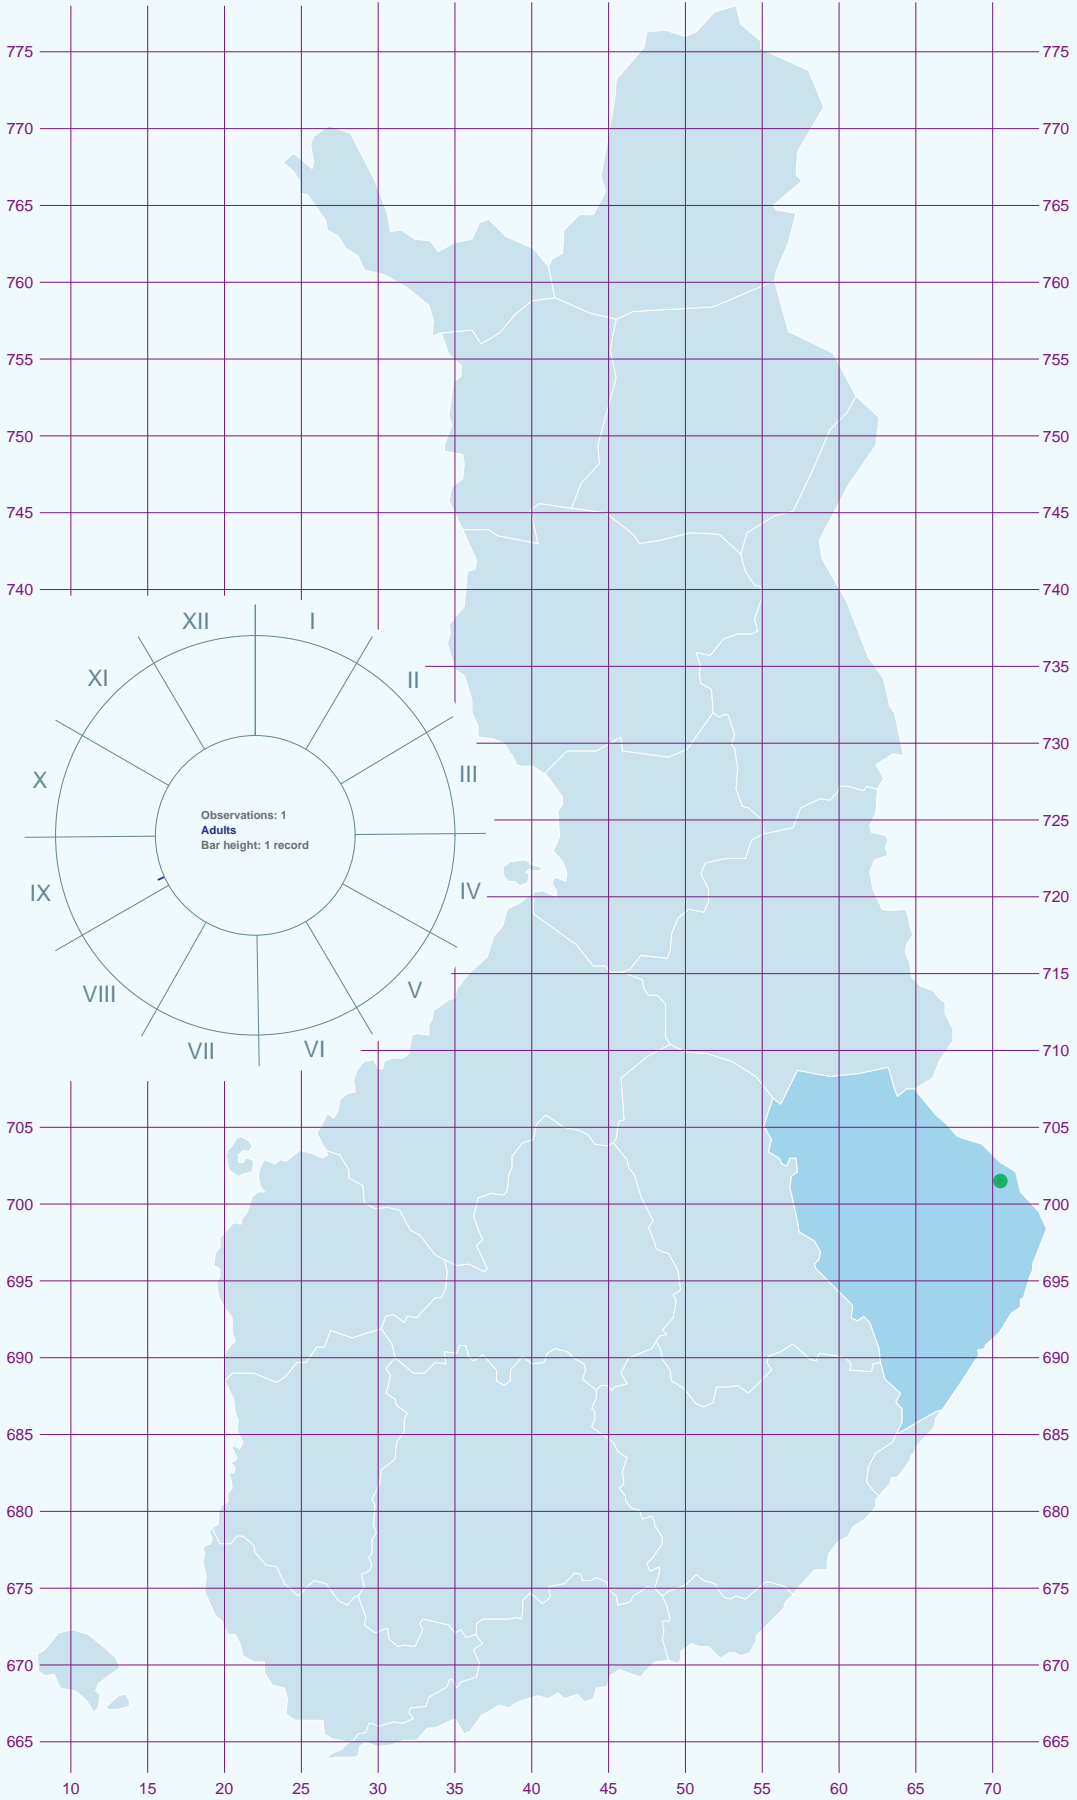 775 775
770 770
765 765
760 760
755 755
750 750
745 745
740 740
XII I
735
XI II
730
X III
Observations: 1
725
Adults
Bar height: 1 record
IX IV
720
715
VIII V
VII VI
710
705 705
700 700
695 695
690 690
685 685
680 680
675 675
670 670
665 665
10 15 20 25 30 35 40 45 50 55 60 65 70